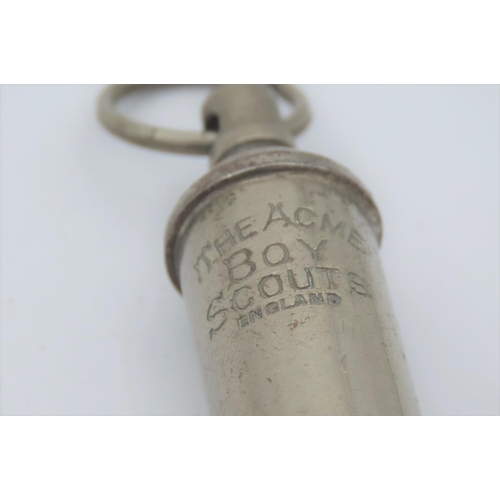 THE ACME
BOY
SCOUTS
ENGLAND